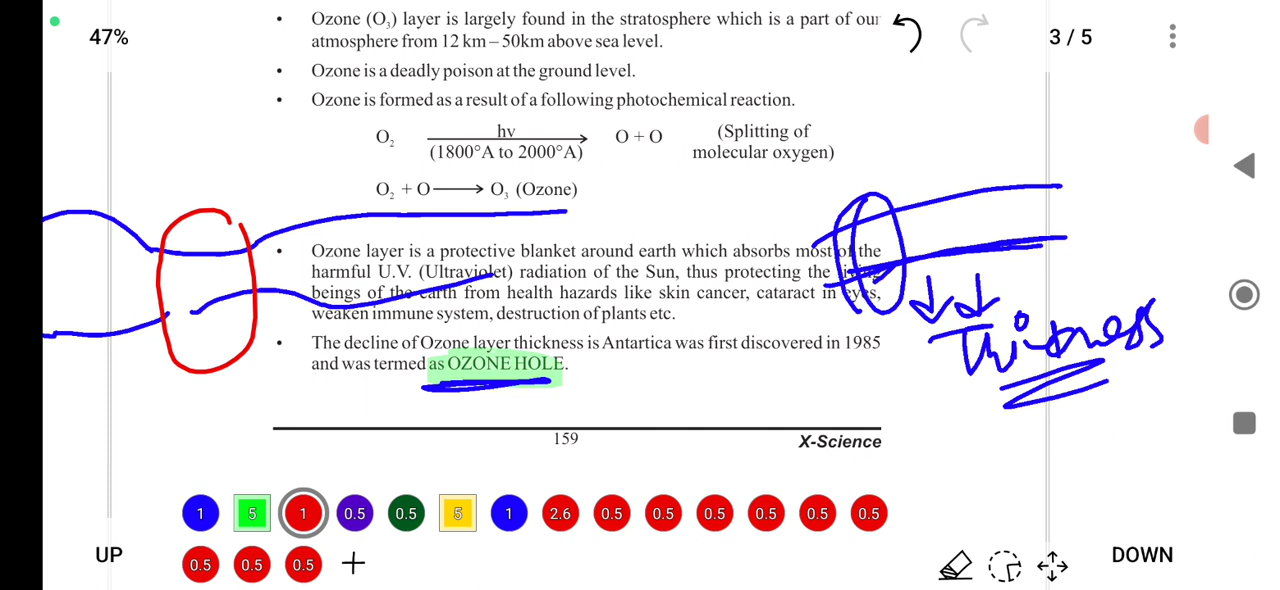 47%
3 / 5
• Ozone (O₃) layer is largely found in the stratosphere which is a part of our
atmosphere from 12 km – 50km above sea level.
• Ozone is a deadly poison at the ground level.
• Ozone is formed as a result of a following photochemical reaction.
O₂ hv O + O (Splitting of
(1800°A to 2000°A) molecular oxygen)
O₂ + O ⟶ O₃ (Ozone)
• Ozone layer is a protective blanket around earth which absorbs most of the
harmful U.V. (Ultraviolet) radiation of the Sun, thus protecting the living
beings of the earth from health hazards like skin cancer, cataract in eyes,
weaken immune system, destruction of plants etc.
• The decline of Ozone layer thickness is Antartica was first discovered in 1985
and was termed as OZONE HOLE.
↓↓
Thikness
159
X-Science
1 5 1 0.5 0.5 5 1 2.6 0.5 0.5 0.5 0.5 0.5 0.5
0.5 0.5 0.5 +
UP
DOWN